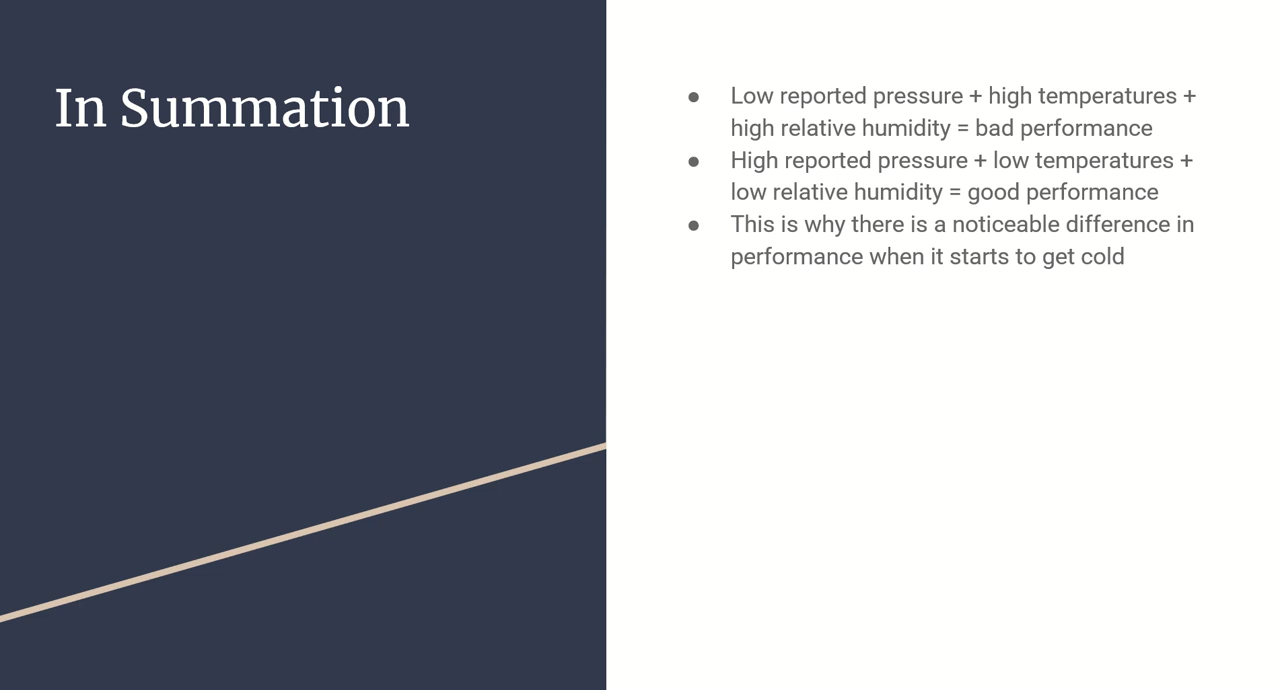 In Summation
● Low reported pressure + high temperatures +
high relative humidity = bad performance
● High reported pressure + low temperatures +
low relative humidity = good performance
● This is why there is a noticeable difference in
performance when it starts to get cold